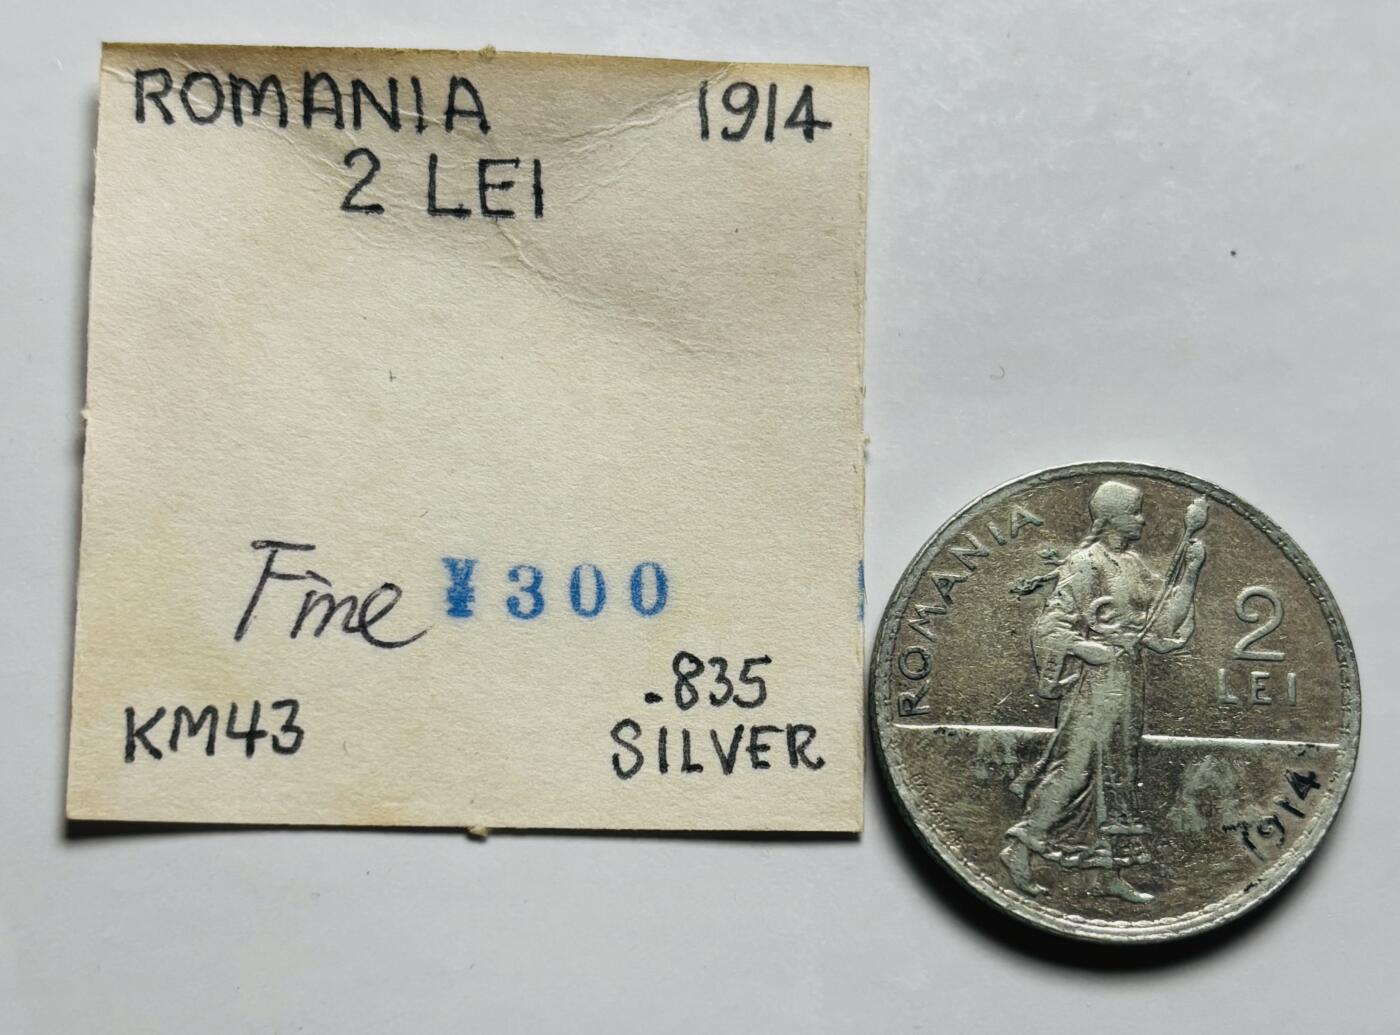 ROMANIA 1914
2 LEI
Fine ¥300
KM43 .835
SILVER
ROMANIA
2
LEI
1914